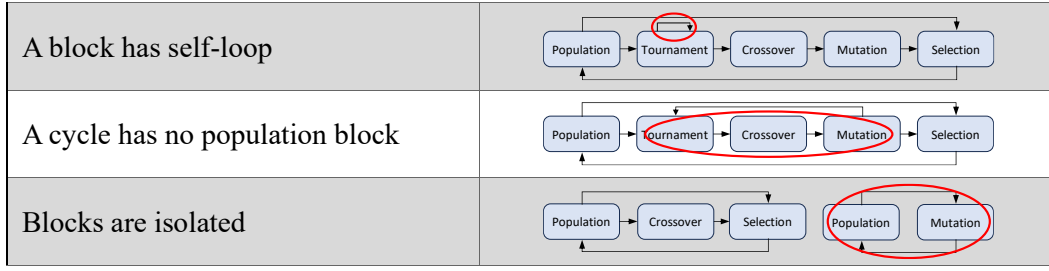 A block has self-loop
Population Tournament Crossover Mutation Selection
A cycle has no population block
Population Tournament Crossover Mutation Selection
Blocks are isolated
Population Crossover Selection Population Mutation